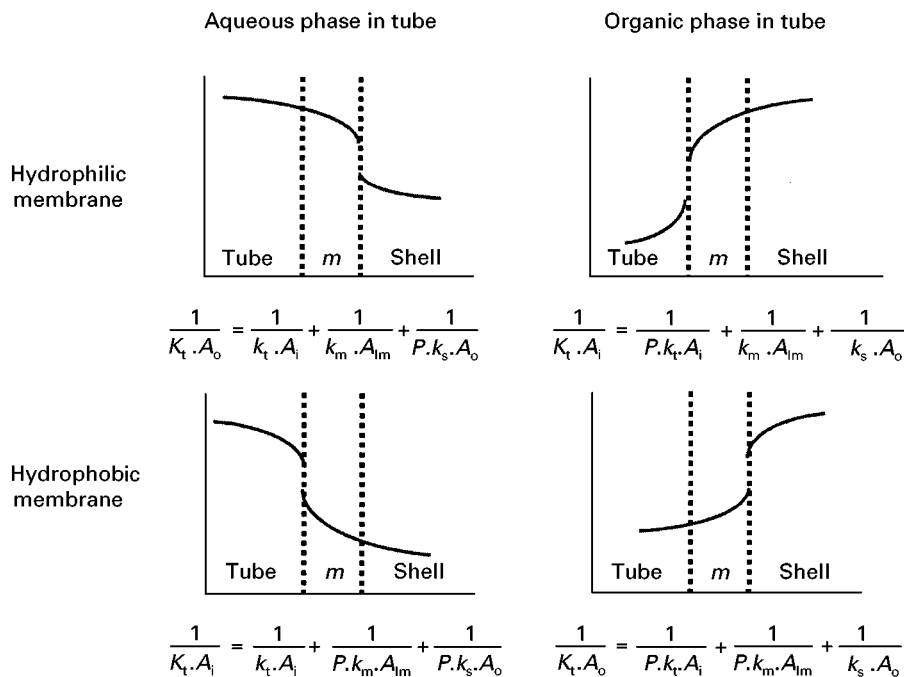 Aqueous phase in tube
Organic phase in tube
Hydrophilic
membrane
Tube m Shell
Tube m Shell
1/(Kt.Ao) = 1/(kt.Ai) + 1/(km.Alm) + 1/(P.ks.Ao)
1/(Kt.Ai) = 1/(P.kt.Ai) + 1/(km.Alm) + 1/(ks.Ao)
Hydrophobic
membrane
Tube m Shell
Tube m Shell
1/(Kt.Ai) = 1/(kt.Ai) + 1/(P.km.Alm) + 1/(P.ks.Ao)
1/(Kt.Ao) = 1/(P.kt.Ai) + 1/(P.km.Alm) + 1/(ks.Ao)